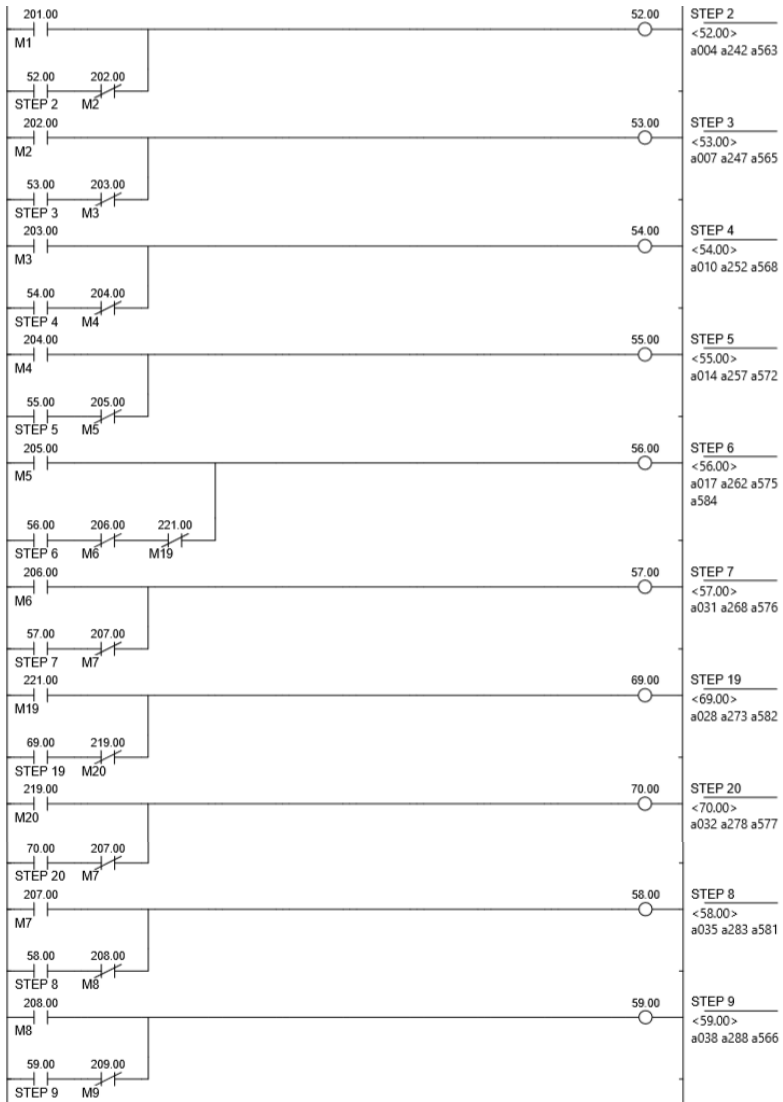 201.00 52.00 STEP 2
M1 <52.00>
a004 a242 a563
52.00 202.00
STEP 2 M2
202.00 53.00 STEP 3
M2 <53.00>
a007 a247 a565
53.00 203.00
STEP 3 M3
203.00 54.00 STEP 4
M3 <54.00>
a010 a252 a568
54.00 204.00
STEP 4 M4
204.00 55.00 STEP 5
M4 <55.00>
a014 a257 a572
55.00 205.00
STEP 5 M5
205.00 56.00 STEP 6
M5 <56.00>
a017 a262 a575
a584
56.00 206.00 221.00
STEP 6 M6 M19
206.00 57.00 STEP 7
M6 <57.00>
a031 a268 a576
57.00 207.00
STEP 7 M7
221.00 69.00 STEP 19
M19 <69.00>
a028 a273 a582
69.00 219.00
STEP 19 M20
219.00 70.00 STEP 20
M20 <70.00>
a032 a278 a577
70.00 207.00
STEP 20 M7
207.00 58.00 STEP 8
M7 <58.00>
a035 a283 a581
58.00 208.00
STEP 8 M8
208.00 59.00 STEP 9
M8 <59.00>
a038 a288 a566
59.00 209.00
STEP 9 M9